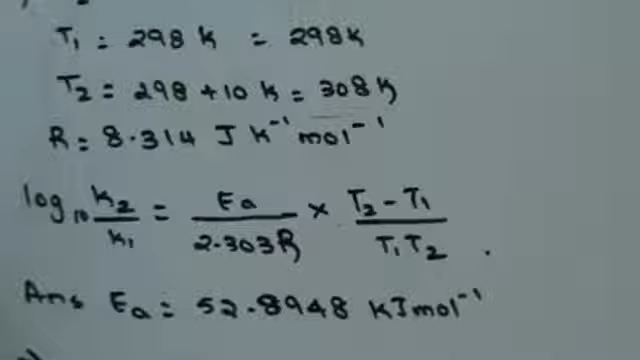 T₁ = 298 K = 298K
T₂ = 298 + 10 K = 308 K
R = 8.314 J K⁻¹ mol⁻¹
log₁₀ K₂/K₁ = Ea/2.303R × T₂ - T₁/T₁T₂ .
Ans Ea = 52.8948 KJmol⁻¹